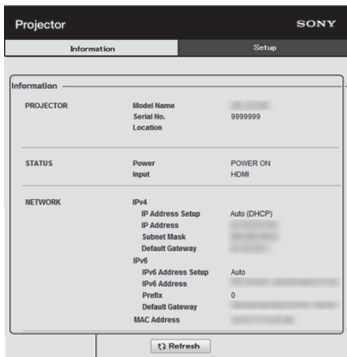 Projector SONY
Information Setup
Information
PROJECTOR Model Name
Serial No. 9999999
Location
STATUS Power POWER ON
Input HDMI
NETWORK IPv4
IP Address Setup Auto (DHCP)
IP Address
Subnet Mask
Default Gateway
IPv6
IPv6 Address Setup Auto
IPv6 Address
Prefix 0
Default Gateway
MAC Address
Refresh